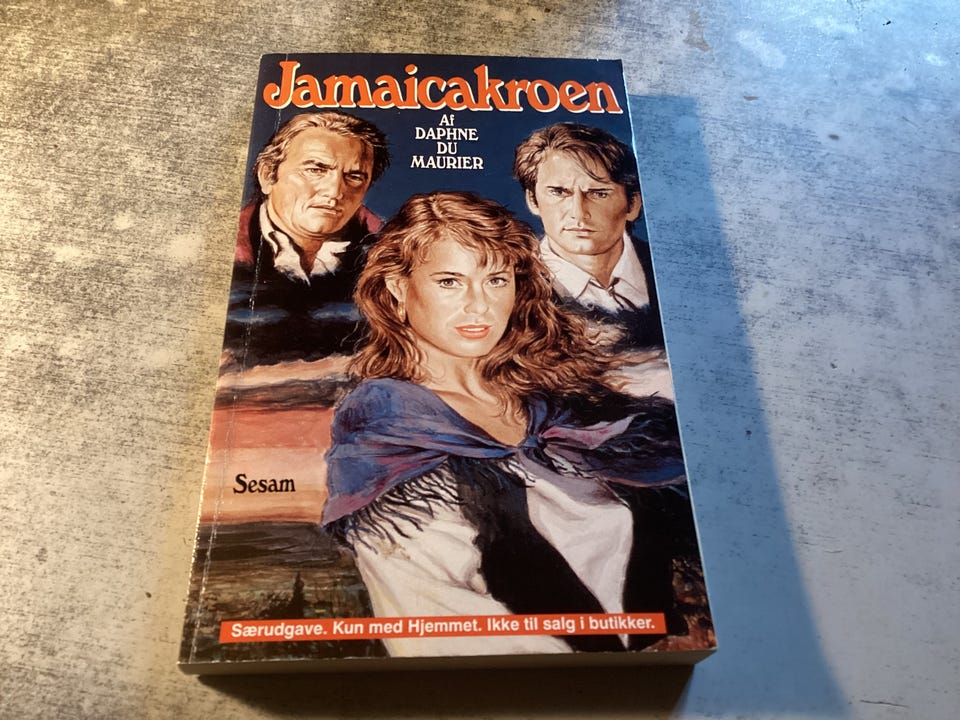 Jamaicakroen
Af
DAPHNE
DU
MAURIER
Sesam
Særudgave. Kun med Hjemmet. Ikke til salg i butikker.